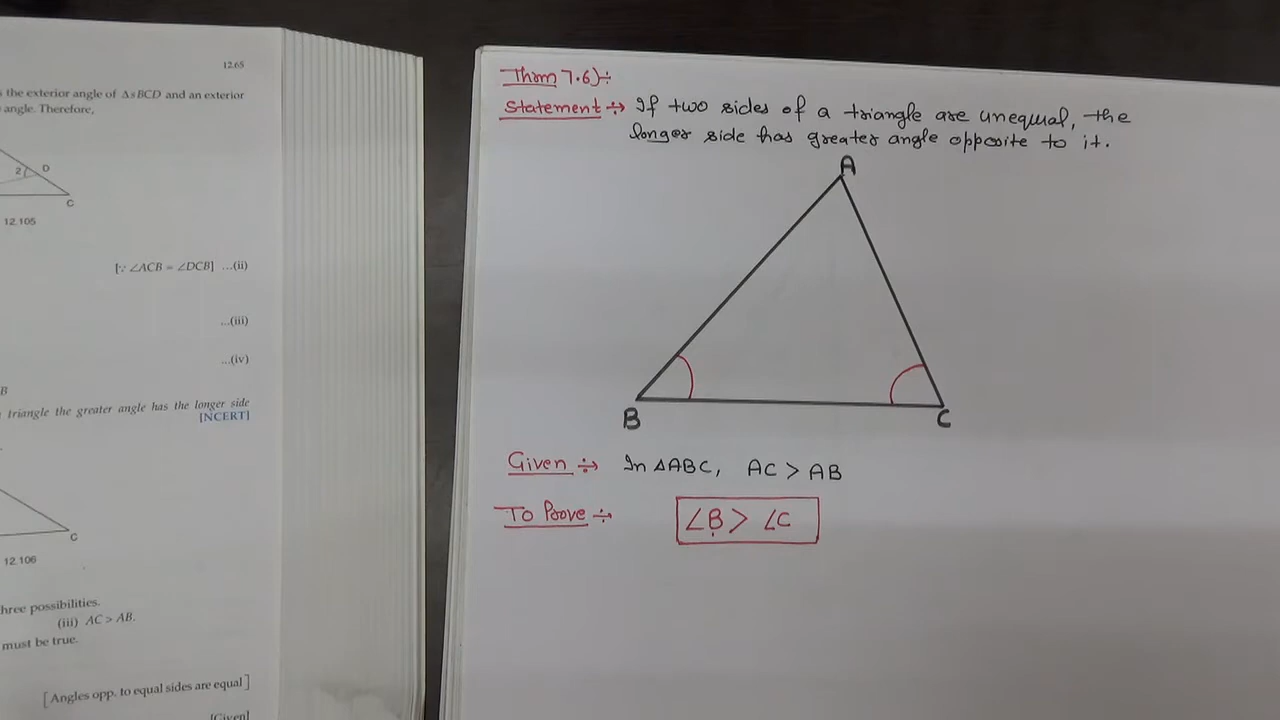 12.65
the exterior angle of ΔsBCD and an exterior
angle. Therefore,
2
D
C
12.105
[∵ ∠ACB = ∠DCB] ...(ii)
...(iii)
...(iv)
B
triangle the greater angle has the longer side
[NCERT]
C
12.106
three possibilities.
(iii) AC > AB.
must be true.
[Angles opp. to equal sides are equal]
[Given]
Thm 7.6) :-
Statement :→ If two sides of a triangle are unequal, the
longer side has greater angle opposite to it.
A
B
C
Given :→ In ΔABC, AC > AB
To Prove :→ ∠B > ∠C